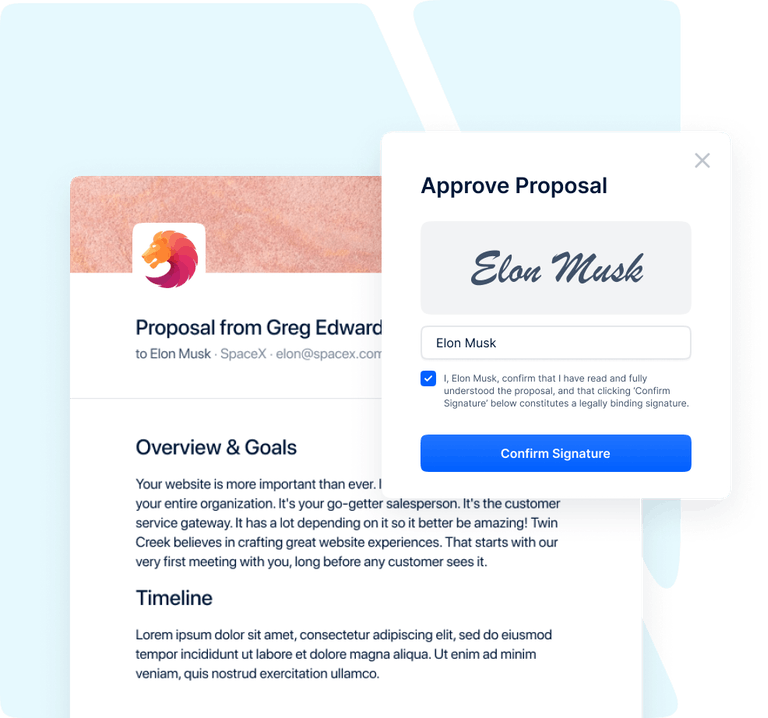 Approve Proposal
Elon Musk
Elon Musk
I, Elon Musk, confirm that I have read and fully
understood the proposal, and that clicking ‘Confirm
Signature’ below constitutes a legally binding signature.
Confirm Signature
Proposal from Greg Edward
to Elon Musk · SpaceX · elon@spacex.com
Overview & Goals
Your website is more important than ever. I
your entire organization. It's your go-getter salesperson. It's the customer
service gateway. It has a lot depending on it so it better be amazing! Twin
Creek believes in crafting great website experiences. That starts with our
very first meeting with you, long before any customer sees it.
Timeline
Lorem ipsum dolor sit amet, consectetur adipiscing elit, sed do eiusmod
tempor incididunt ut labore et dolore magna aliqua. Ut enim ad minim
veniam, quis nostrud exercitation ullamco.